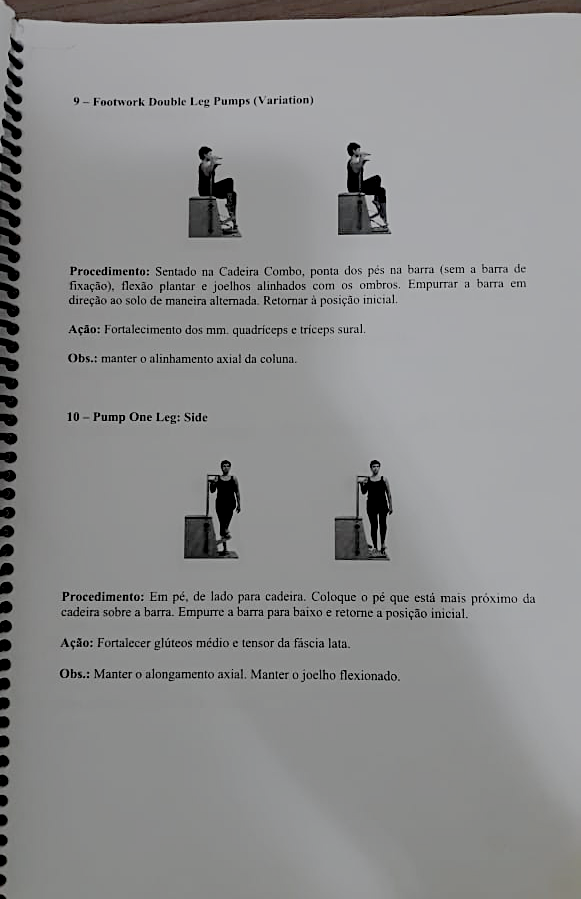 9 – Footwork Double Leg Pumps (Variation)
Procedimento: Sentado na Cadeira Combo, ponta dos pés na barra (sem a barra de
fixação), flexão plantar e joelhos alinhados com os ombros. Empurrar a barra em
direção ao solo de maneira alternada. Retornar à posição inicial.
Ação: Fortalecimento dos mm. quadríceps e tríceps sural.
Obs.: manter o alinhamento axial da coluna.
10 – Pump One Leg: Side
Procedimento: Em pé, de lado para cadeira. Coloque o pé que está mais próximo da
cadeira sobre a barra. Empurre a barra para baixo e retorne a posição inicial.
Ação: Fortalecer glúteos médio e tensor da fáscia lata.
Obs.: Manter o alongamento axial. Manter o joelho flexionado.